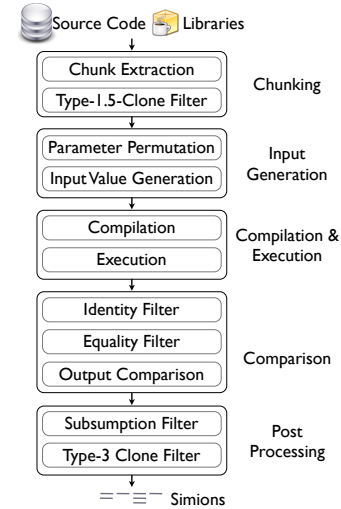 Source Code Libraries
Chunk Extraction
Type-1.5-Clone Filter
Chunking
Parameter Permutation
Input Value Generation
Input
Generation
Compilation
Execution
Compilation &
Execution
Identity Filter
Equality Filter
Output Comparison
Comparison
Subsumption Filter
Type-3 Clone Filter
Post
Processing
Simions